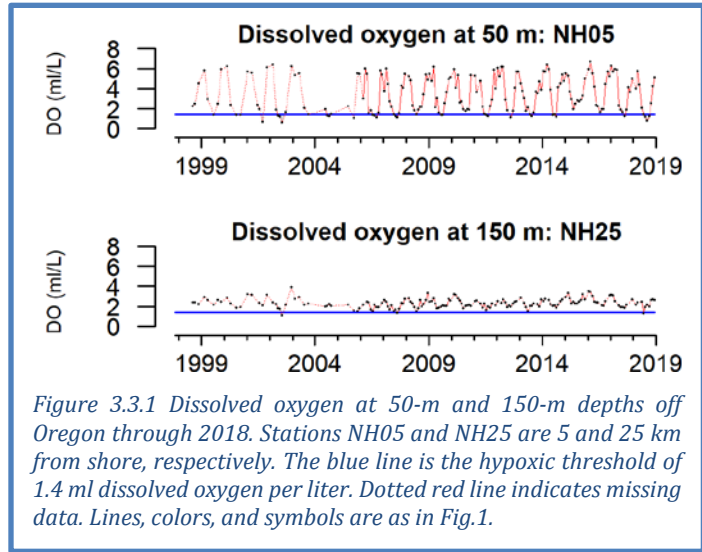 Dissolved oxygen at 50 m: NH05
DO (ml/L)
8
6
4
2
0
1999 2004 2009 2014 2019
Dissolved oxygen at 150 m: NH25
DO (ml/L)
8
6
4
2
0
1999 2004 2009 2014 2019
Figure 3.3.1 Dissolved oxygen at 50-m and 150-m depths off
Oregon through 2018. Stations NH05 and NH25 are 5 and 25 km
from shore, respectively. The blue line is the hypoxic threshold of
1.4 ml dissolved oxygen per liter. Dotted red line indicates missing
data. Lines, colors, and symbols are as in Fig.1.